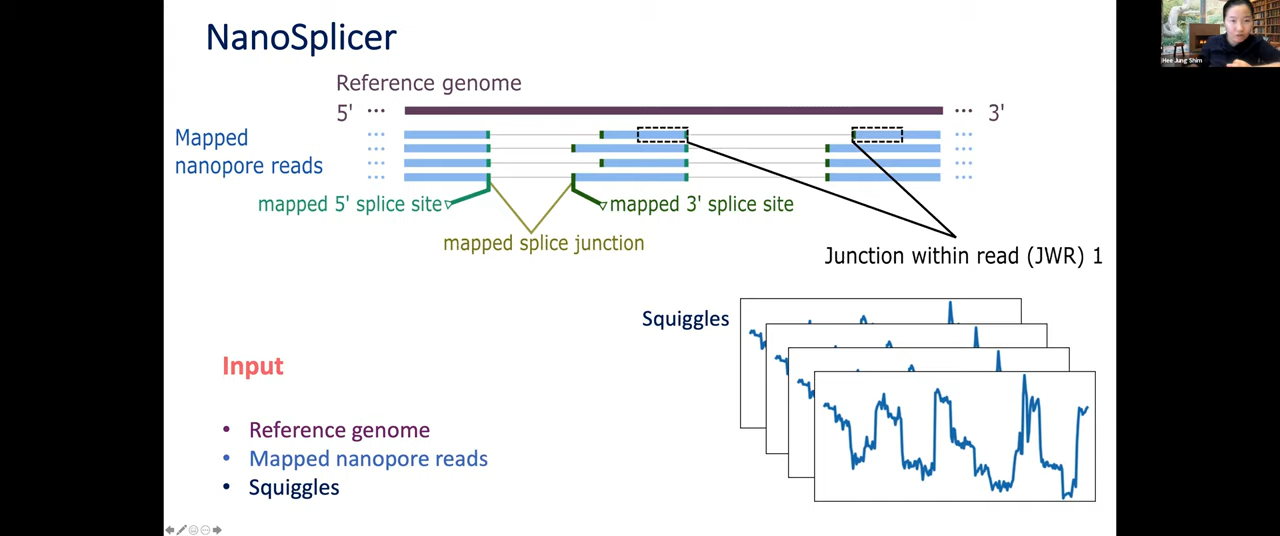 NanoSplicer
Hee Jung Shim
Reference genome
5' ... ... 3'
Mapped
nanopore reads
... ...
... ...
... ...
... ...
mapped 5' splice site
mapped 3' splice site
mapped splice junction
Junction within read (JWR) 1
Squiggles
Input
• Reference genome
• Mapped nanopore reads
• Squiggles